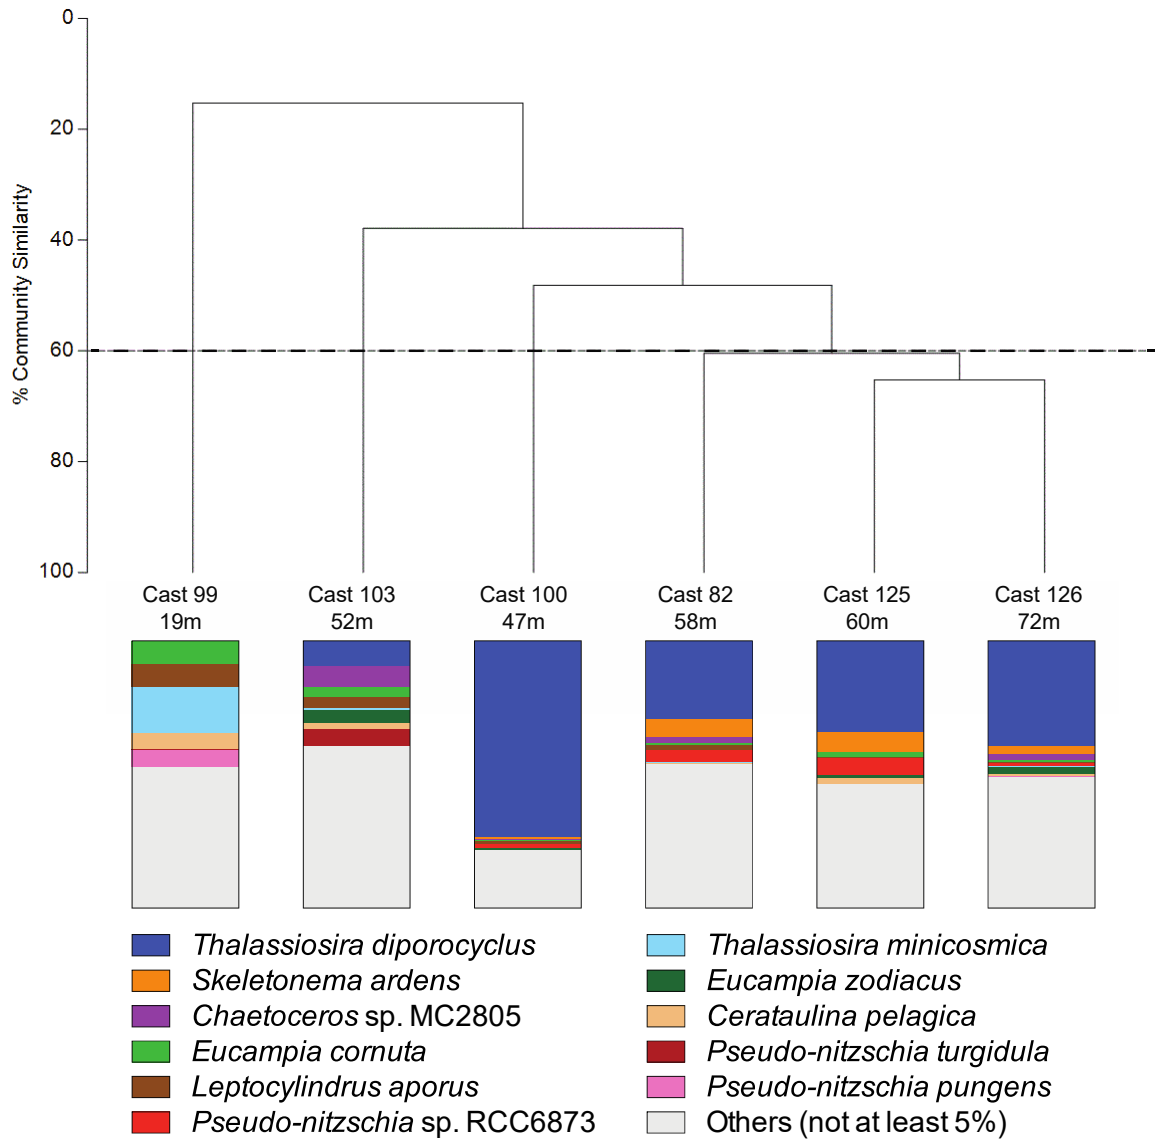 0
20
40
60
80
100
% Community Similarity
Cast 99 Cast 103 Cast 100 Cast 82 Cast 125 Cast 126
19m 52m 47m 58m 60m 72m
Thalassiosira diporocyclus
Skeletonema ardens
Chaetoceros sp. MC2805
Eucampia cornuta
Leptocylindrus aporus
Pseudo-nitzschia sp. RCC6873
Thalassiosira minicosmica
Eucampia zodiacus
Cerataulina pelagica
Pseudo-nitzschia turgidula
Pseudo-nitzschia pungens
Others (not at least 5%)